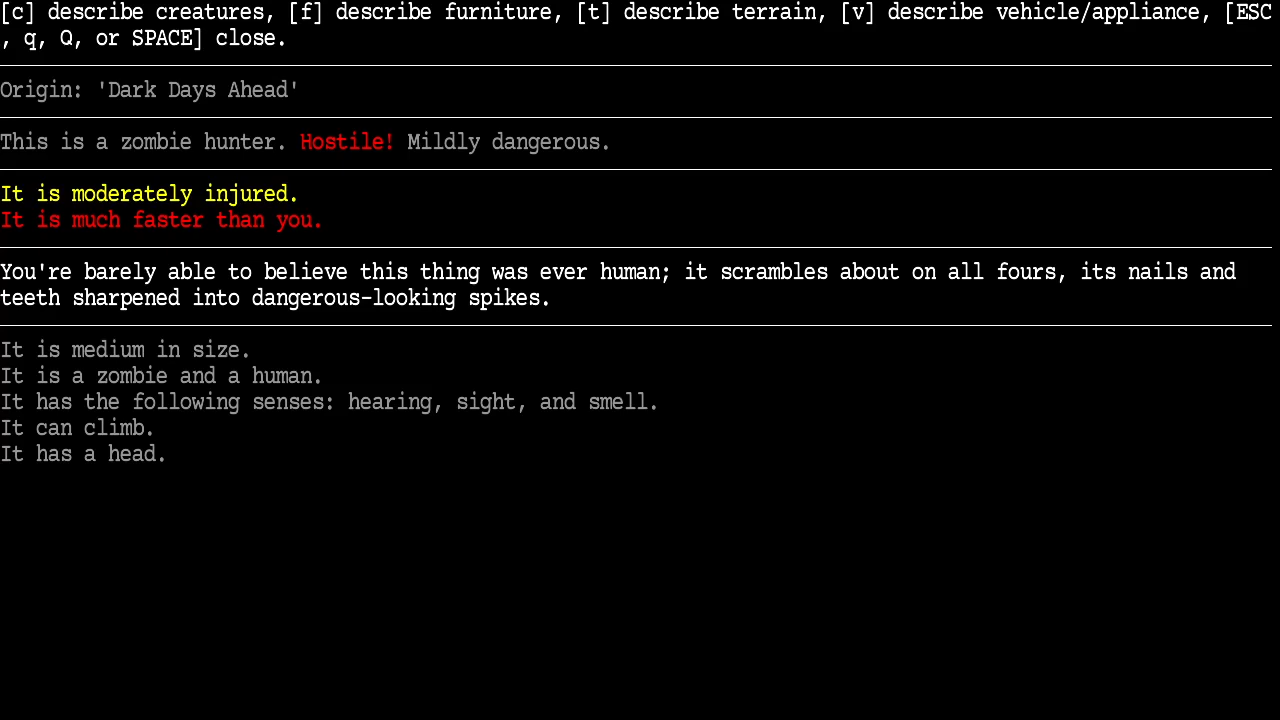 [c] describe creatures, [f] describe furniture, [t] describe terrain, [v] describe vehicle/appliance, [ESC
, q, Q, or SPACE] close.
Origin: 'Dark Days Ahead'
This is a zombie hunter. Hostile! Mildly dangerous.
It is moderately injured.
It is much faster than you.
You're barely able to believe this thing was ever human; it scrambles about on all fours, its nails and
teeth sharpened into dangerous-looking spikes.
It is medium in size.
It is a zombie and a human.
It has the following senses: hearing, sight, and smell.
It can climb.
It has a head.